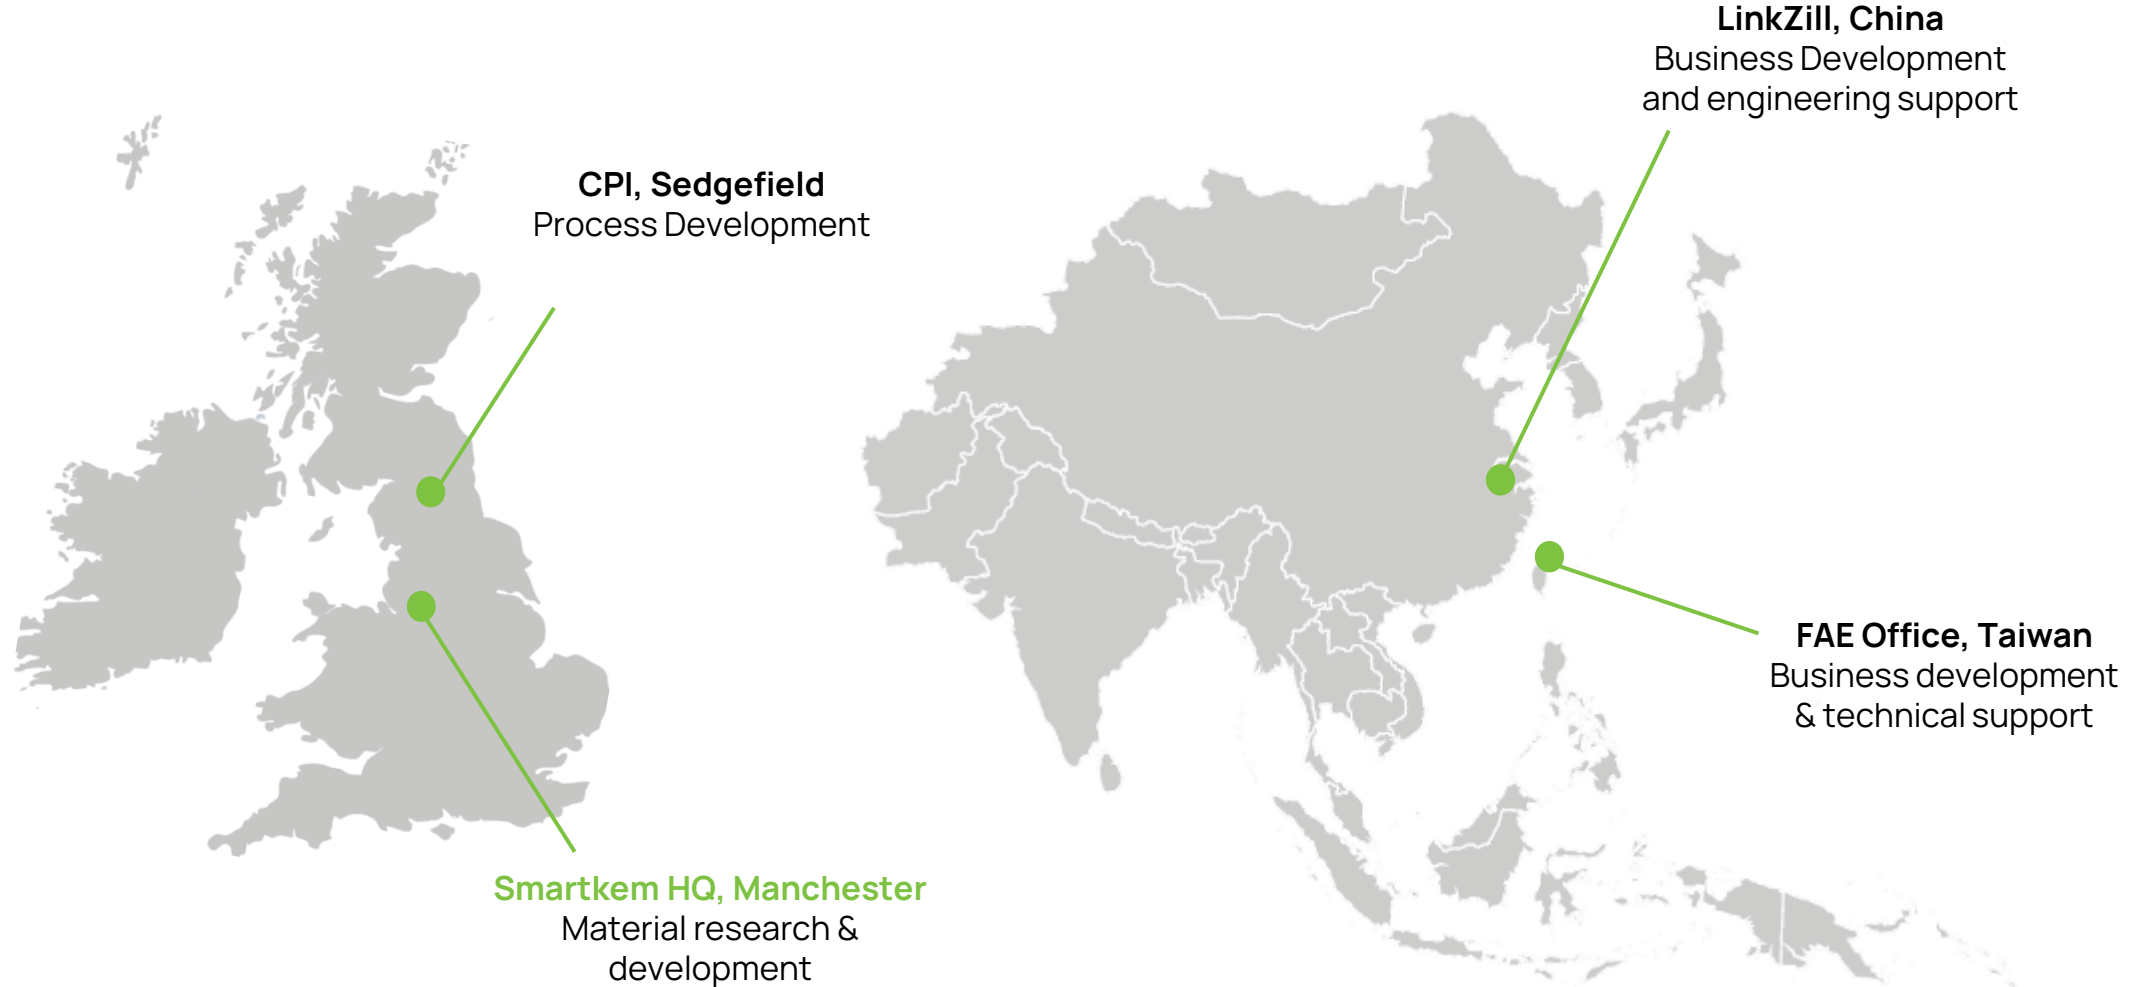 LinkZill, China
Business Development
and engineering support
CPI, Sedgefield
Process Development
FAE Office, Taiwan
Business development
& technical support
Smartkem HQ, Manchester
Material research &
development